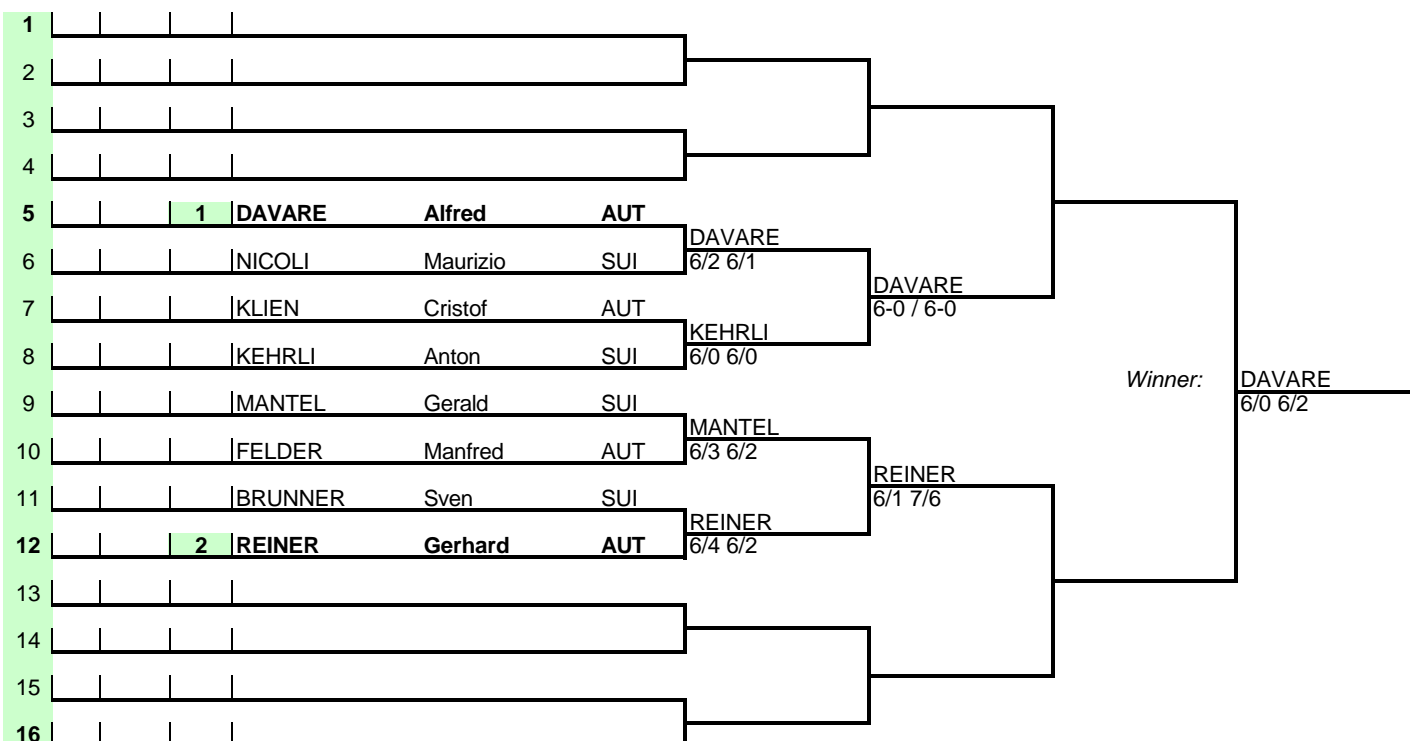 1
2
3
4
5 1 DAVARE Alfred AUT
DAVARE
6 NICOLI Maurizio SUI 6/2 6/1
DAVARE
7 KLIEN Cristof AUT 6-0 / 6-0
KEHRLI
8 KEHRLI Anton SUI 6/0 6/0
Winner: DAVARE
9 MANTEL Gerald SUI 6/0 6/2
MANTEL
10 FELDER Manfred AUT 6/3 6/2
REINER
11 BRUNNER Sven SUI 6/1 7/6
REINER
12 2 REINER Gerhard AUT 6/4 6/2
13
14
15
16